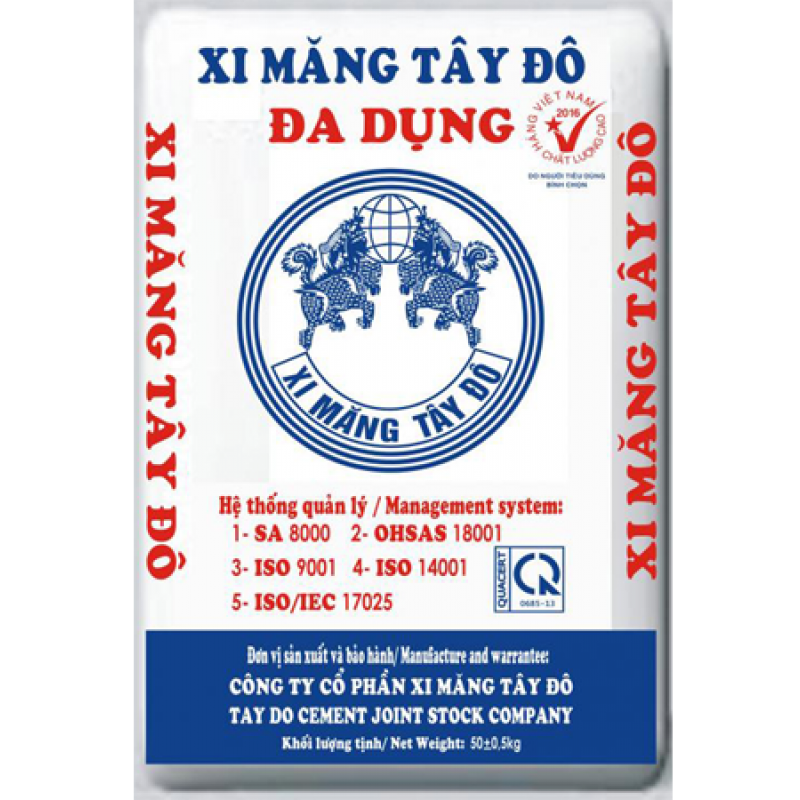 XI MĂNG TÂY ĐÔ
ĐA DỤNG
HÀNG VIỆT NAM
2016
CHẤT LƯỢNG CAO
DO NGƯỜI TIÊU DÙNG
BÌNH CHỌN
XI MĂNG TÂY ĐÔ
XI MĂNG TÂY ĐÔ
XI MĂNG TÂY ĐÔ
Hệ thống quản lý / Management system:
1- SA 8000 2- OHSAS 18001
3- ISO 9001 4- ISO 14001
5- ISO/IEC 17025
QUACERT
0685-13
Đơn vị sản xuất và bảo hành/ Manufacture and warrantee:
CÔNG TY CỔ PHẦN XI MĂNG TÂY ĐÔ
TAY DO CEMENT JOINT STOCK COMPANY
Khối lượng tịnh/ Net Weight: 50±0,5kg